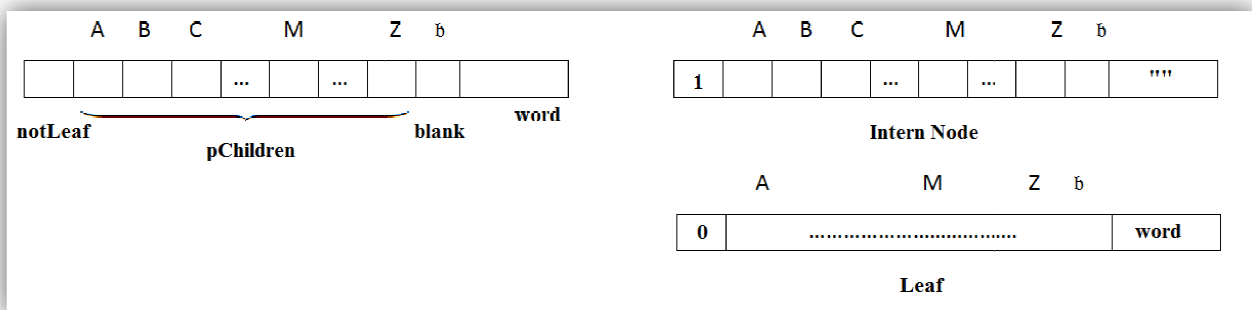 A B C M Z ƀ
... ...
notLeaf pChildren blank word
A B C M Z ƀ
1 ... ... ""
Intern Node
A M Z ƀ
0 ................................. word
Leaf